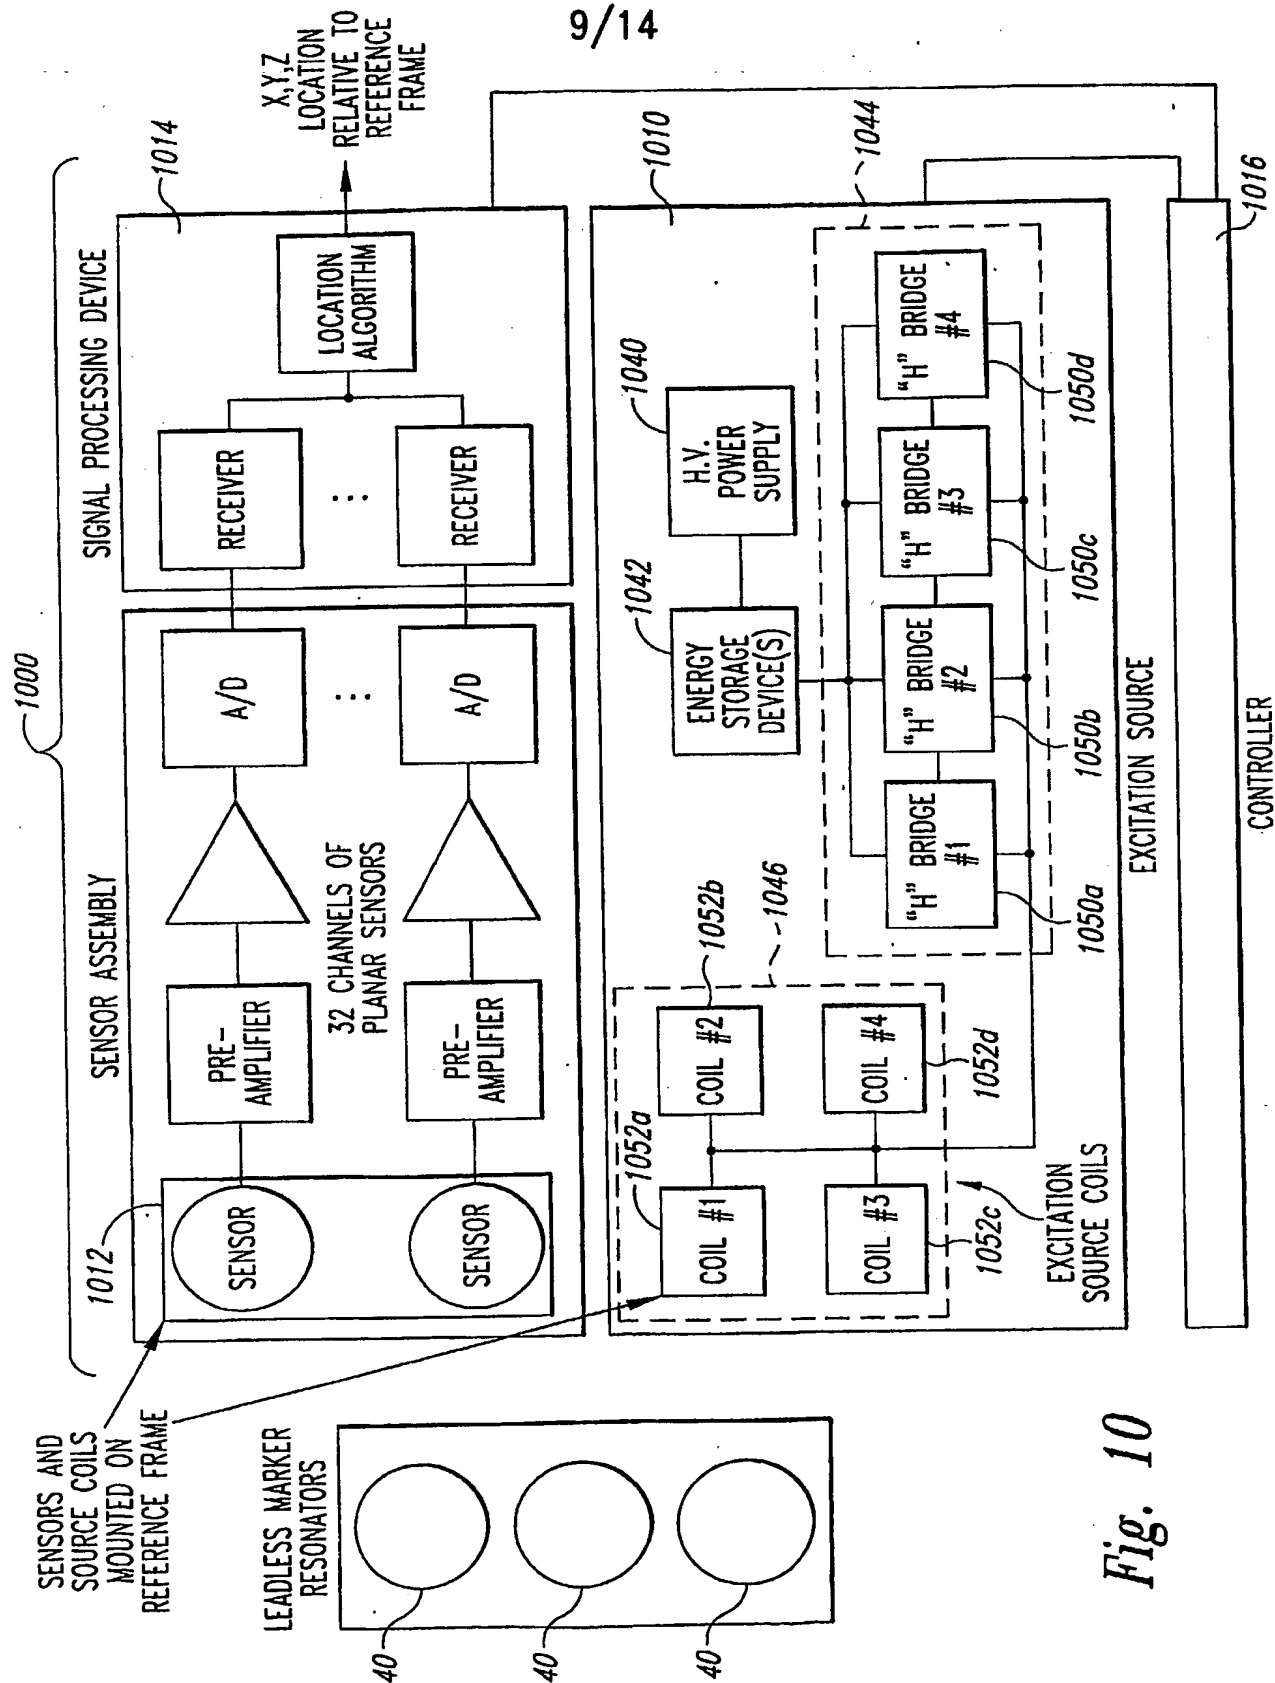 9/14
1000
SENSORS AND
SOURCE COILS
MOUNTED ON
REFERENCE FRAME
1012
SENSOR ASSEMBLY
SIGNAL PROCESSING DEVICE
1014
SENSOR
PRE-
AMPLIFIER
A/D
RECEIVER
LOCATION
ALGORITHM
X,Y,Z
LOCATION
RELATIVE TO
REFERENCE
FRAME
32 CHANNELS OF
PLANAR SENSORS
...
...
SENSOR
PRE-
AMPLIFIER
A/D
RECEIVER
LEADLESS MARKER
RESONATORS
40
40
40
1052a
1052b
1046
1042
1040
1010
1044
COIL #1
COIL #2
COIL #3
COIL #4
1052c
1052d
EXCITATION
SOURCE COILS
ENERGY
STORAGE
DEVICE(S)
H.V.
POWER
SUPPLY
"H" BRIDGE
#1
"H" BRIDGE
#2
"H" BRIDGE
#3
"H" BRIDGE
#4
1050a
1050b
1050c
1050d
EXCITATION SOURCE
1016
CONTROLLER
Fig. 10